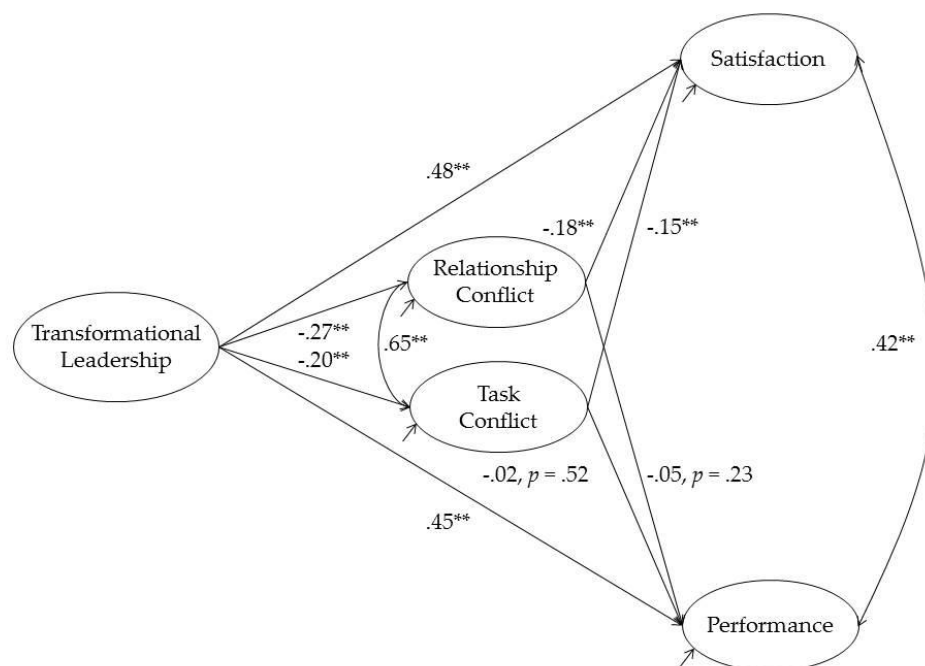 Satisfaction
.48**
-.18**
-.15**
Relationship
Conflict
Transformational
Leadership
-.27**
-.20**
.65**
.42**
Task
Conflict
-.02, p = .52
-.05, p = .23
.45**
Performance